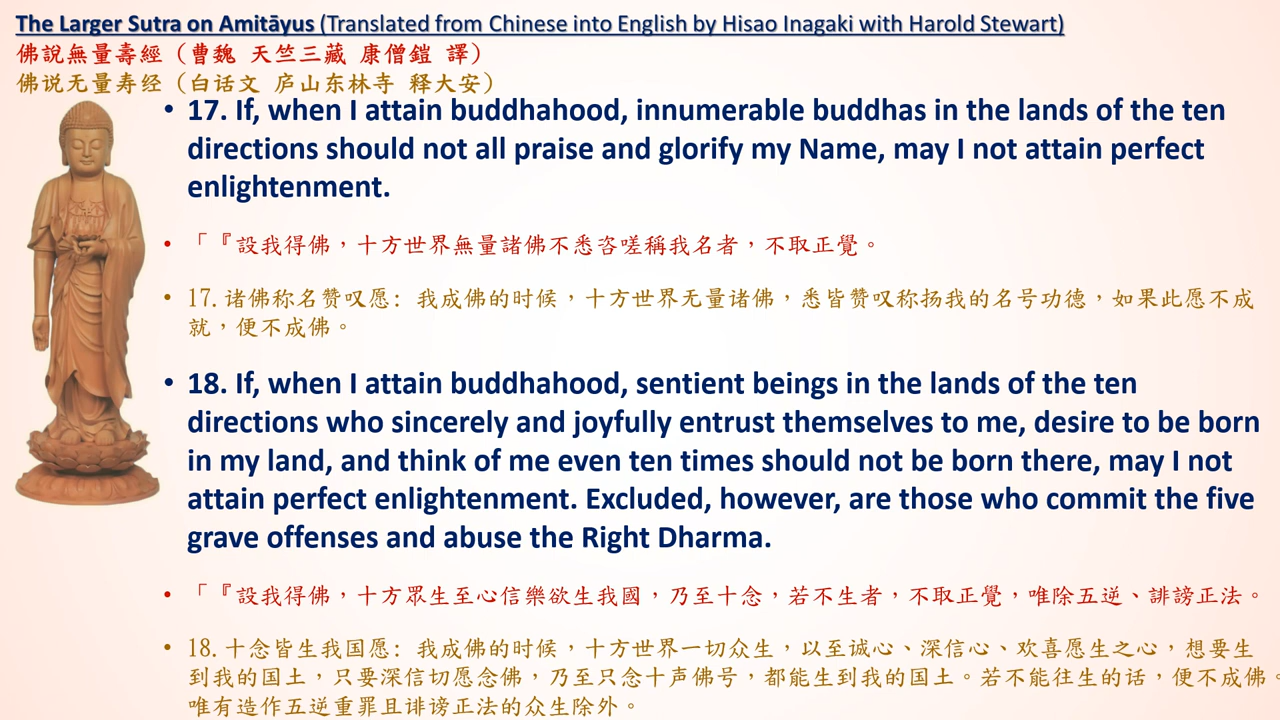 The Larger Sutra on Amitāyus (Translated from Chinese into English by Hisao Inagaki with Harold Stewart)
佛說無量壽經（曹魏 天竺三藏 康僧鎧 譯）
佛说无量寿经（白话文 庐山东林寺 释大安）
• 17. If, when I attain buddhahood, innumerable buddhas in the lands of the ten
directions should not all praise and glorify my Name, may I not attain perfect
enlightenment.
• 「『設我得佛，十方世界無量諸佛不悉咨嗟稱我名者，不取正覺。
• 17.诸佛称名赞叹愿: 我成佛的时候，十方世界无量诸佛，悉皆赞叹称扬我的名号功德，如果此愿不成
就，便不成佛。
• 18. If, when I attain buddhahood, sentient beings in the lands of the ten
directions who sincerely and joyfully entrust themselves to me, desire to be born
in my land, and think of me even ten times should not be born there, may I not
attain perfect enlightenment. Excluded, however, are those who commit the five
grave offenses and abuse the Right Dharma.
• 「『設我得佛，十方眾生至心信樂欲生我國，乃至十念，若不生者，不取正覺，唯除五逆、誹謗正法。
• 18.十念皆生我国愿: 我成佛的时候，十方世界一切众生，以至诚心、深信心、欢喜愿生之心，想要生
到我的国土，只要深信切愿念佛，乃至只念十声佛号，都能生到我的国土。若不能往生的话，便不成佛。
唯有造作五逆重罪且诽谤正法的众生除外。